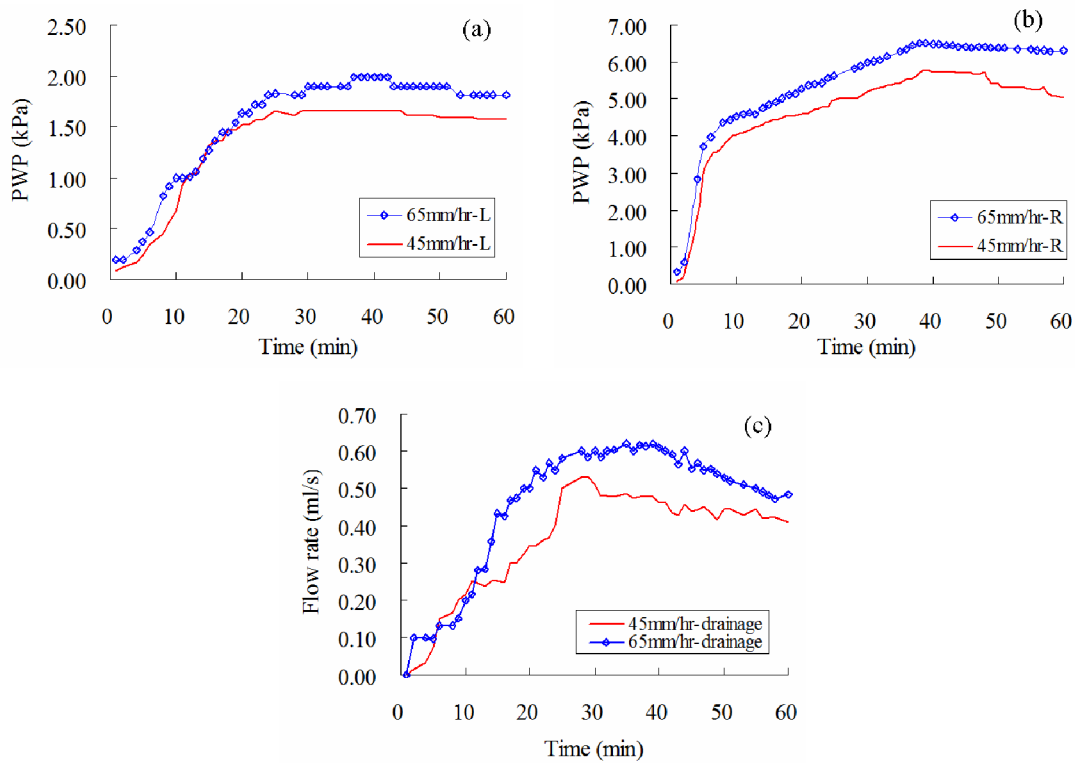 (a)
2.50
2.00
1.50
1.00
0.50
0.00
PWP (kPa)
65mm/hr-L
45mm/hr-L
0 10 20 30 40 50 60
Time (min)
(b)
7.00
6.00
5.00
4.00
3.00
2.00
1.00
0.00
PWP (kPa)
65mm/hr-R
45mm/hr-R
0 10 20 30 40 50 60
Time (min)
(c)
0.70
0.60
0.50
0.40
0.30
0.20
0.10
0.00
Flow rate (ml/s)
45mm/hr-drainage
65mm/hr-drainage
0 10 20 30 40 50 60
Time (min)